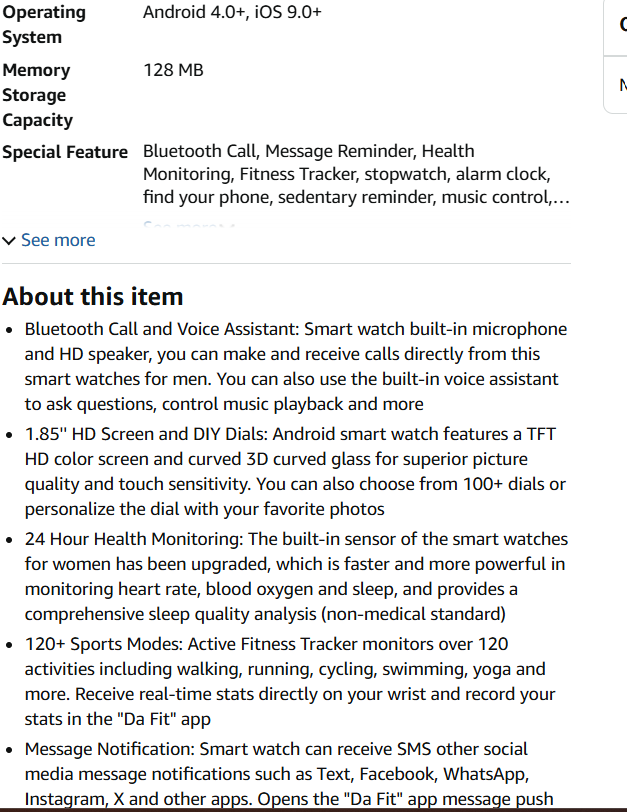 Operating System
Android 4.0+, iOS 9.0+
Memory Storage Capacity
128 MB
Special Feature
Bluetooth Call, Message Reminder, Health
Monitoring, Fitness Tracker, stopwatch, alarm clock,
find your phone, sedentary reminder, music control,…
See more
About this item
• Bluetooth Call and Voice Assistant: Smart watch built-in microphone
and HD speaker, you can make and receive calls directly from this
smart watches for men. You can also use the built-in voice assistant
to ask questions, control music playback and more
• 1.85'' HD Screen and DIY Dials: Android smart watch features a TFT
HD color screen and curved 3D curved glass for superior picture
quality and touch sensitivity. You can also choose from 100+ dials or
personalize the dial with your favorite photos
• 24 Hour Health Monitoring: The built-in sensor of the smart watches
for women has been upgraded, which is faster and more powerful in
monitoring heart rate, blood oxygen and sleep, and provides a
comprehensive sleep quality analysis (non-medical standard)
• 120+ Sports Modes: Active Fitness Tracker monitors over 120
activities including walking, running, cycling, swimming, yoga and
more. Receive real-time stats directly on your wrist and record your
stats in the "Da Fit" app
• Message Notification: Smart watch can receive SMS other social
media message notifications such as Text, Facebook, WhatsApp,
Instagram, X and other apps. Opens the "Da Fit" app message push